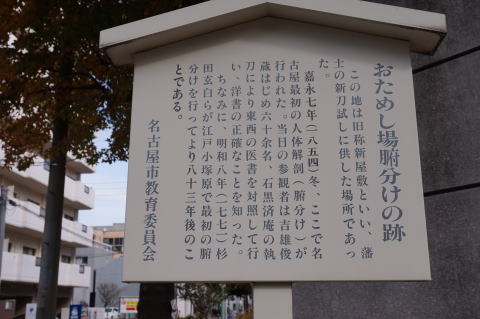 おためし場腑分けの跡
この地は旧称新屋敷といい、藩
士の新刀試しに供した場所であっ
た。
嘉永七年(一八五四)冬、ここで名
古屋最初の人体解剖(腑分け)が
行われた。当日の参観者は吉雄俊
蔵はじめ六十余名、石黒済庵の執
刀により東西の医書を対照して行
い、洋書の正確なことを知った。
ちなみに、明和八年(一七七一)杉
田玄白らが江戸小塚原で最初の腑
分けを行ってより八十三年後のこ
とである。
名古屋市教育委員会